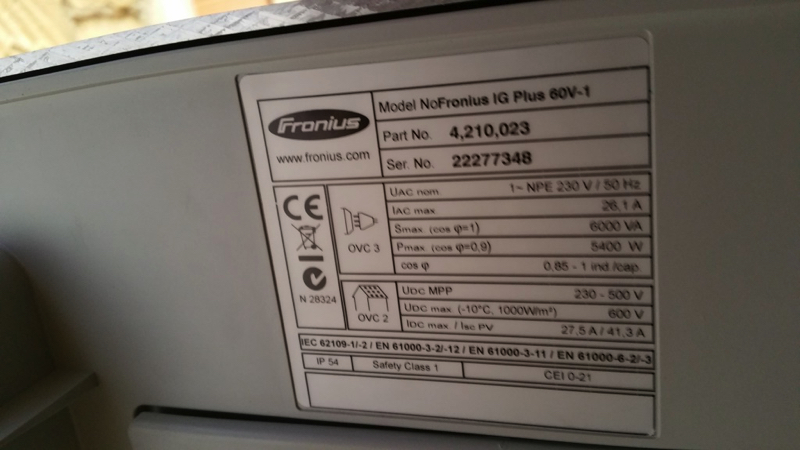 Fronius
www.fronius.com
Model NoFronius IG Plus 60V-1
Part No. 4,210,023
Ser. No. 22277348
CE
N 28324
OVC 3
UAC nom. 1~ NPE 230 V / 50 Hz
IAC max. 26,1 A
Smax. (cos φ=1) 6000 VA
Pmax. (cos φ=0,9) 5400 W
cos φ 0,85 - 1 ind./cap.
OVC 2
UDC MPP 230 - 500 V
UDC max. (-10°C, 1000W/m²) 600 V
IDC max. / Isc PV 27,5 A / 41,3 A
IEC 62109-1/-2 / EN 61000-3-2/-12 / EN 61000-3-11 / EN 61000-6-2/-3
IP 54 Safety Class 1 CEI 0-21